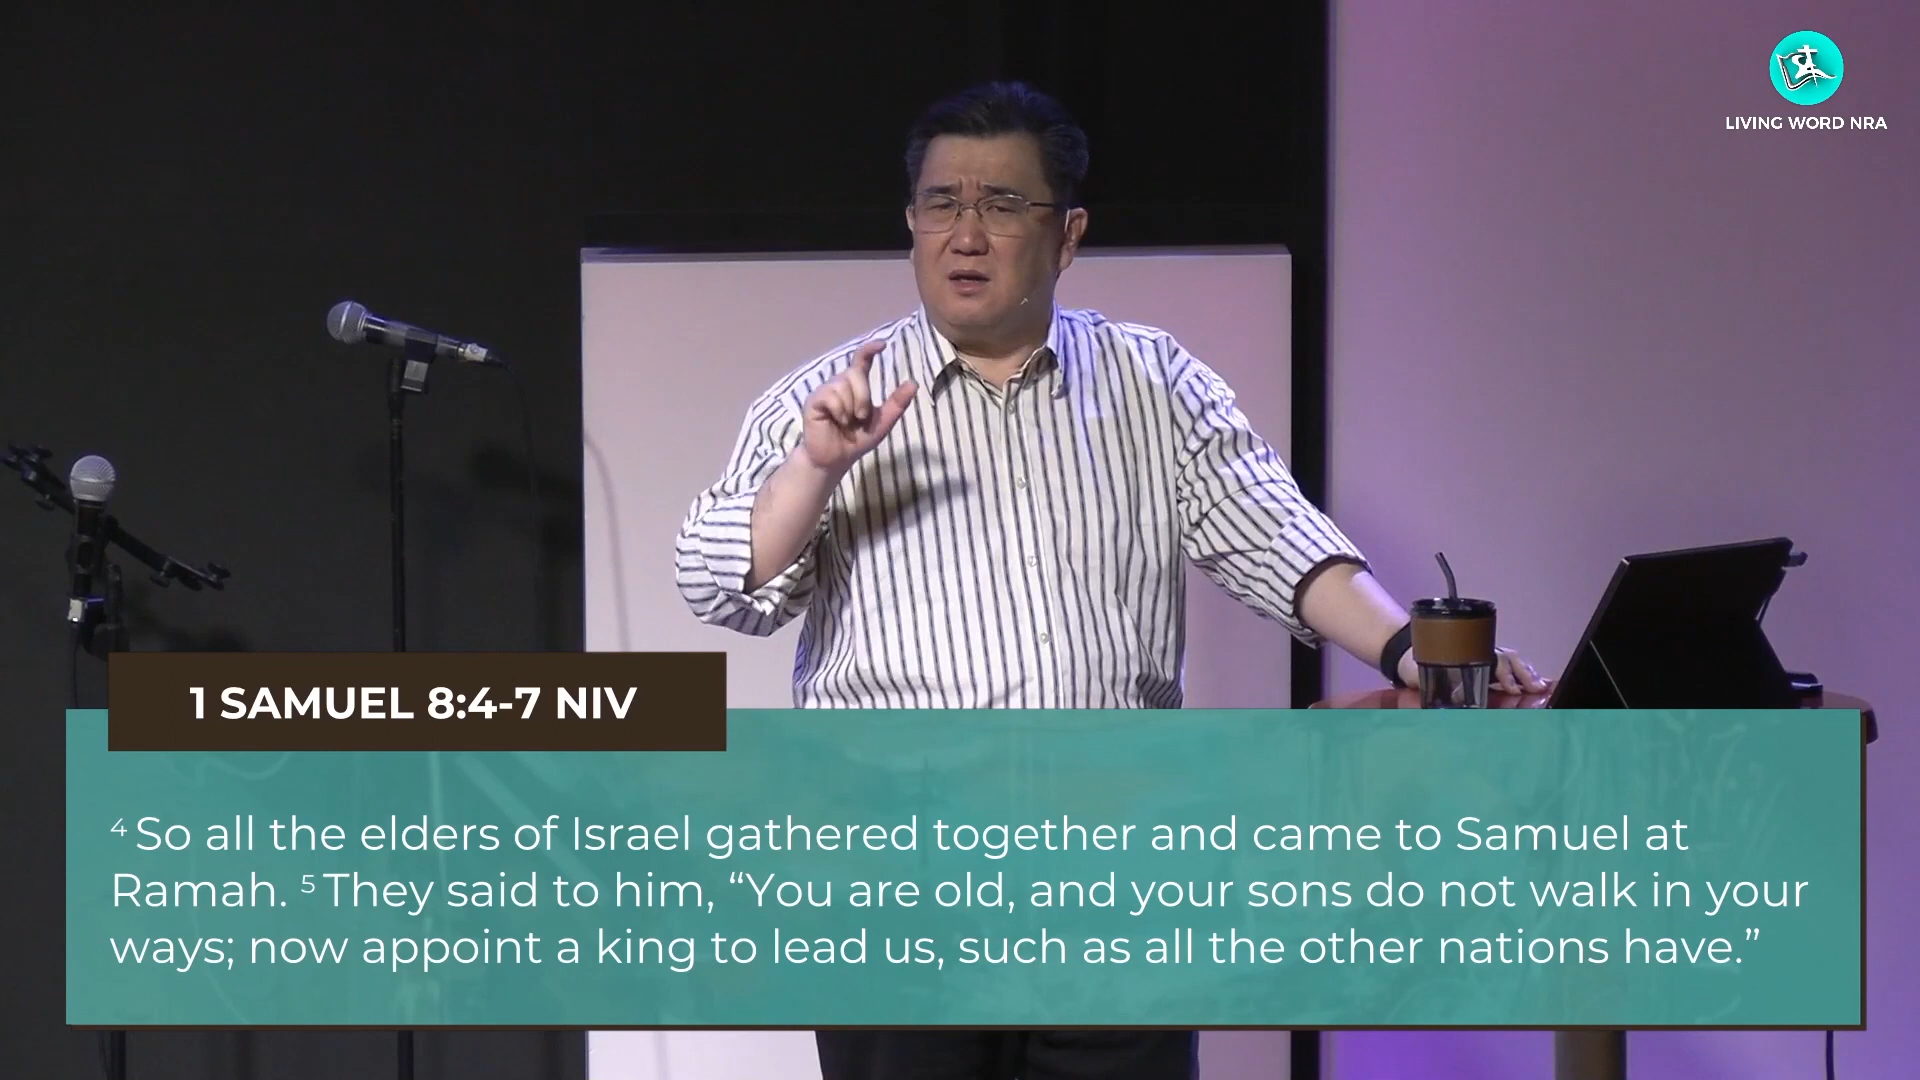 LIVING WORD NRA
1 SAMUEL 8:4-7 NIV
⁴ So all the elders of Israel gathered together and came to Samuel at
Ramah. ⁵ They said to him, “You are old, and your sons do not walk in your
ways; now appoint a king to lead us, such as all the other nations have.”